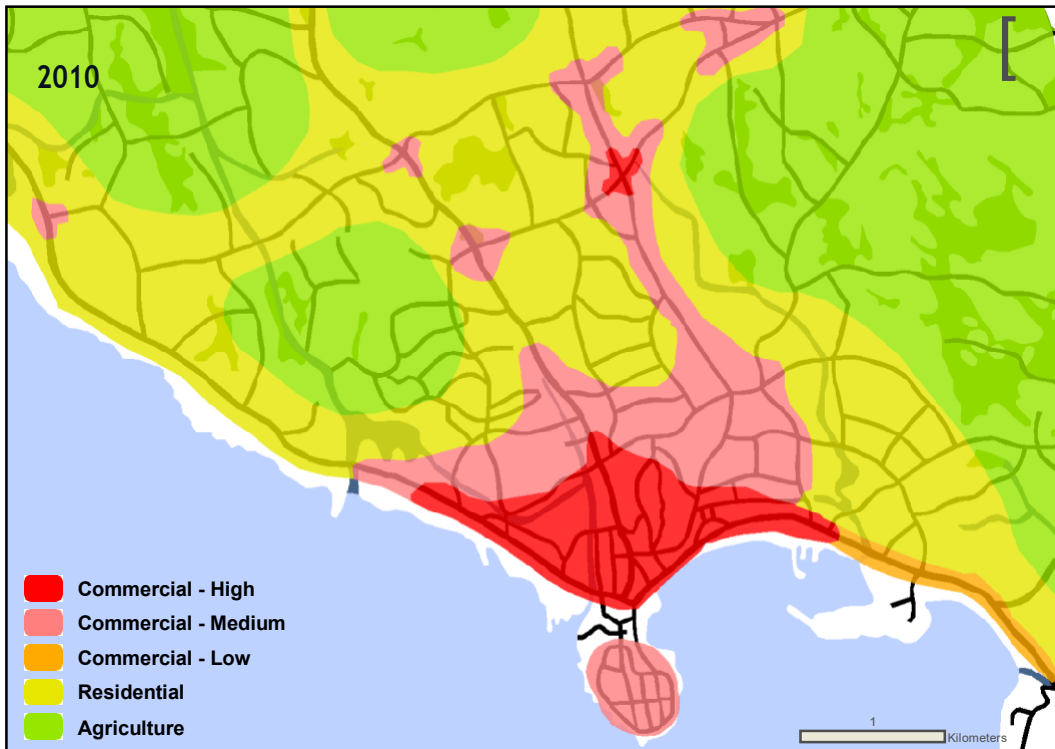 2010
Commercial - High
Commercial - Medium
Commercial - Low
Residential
Agriculture
1
Kilometers